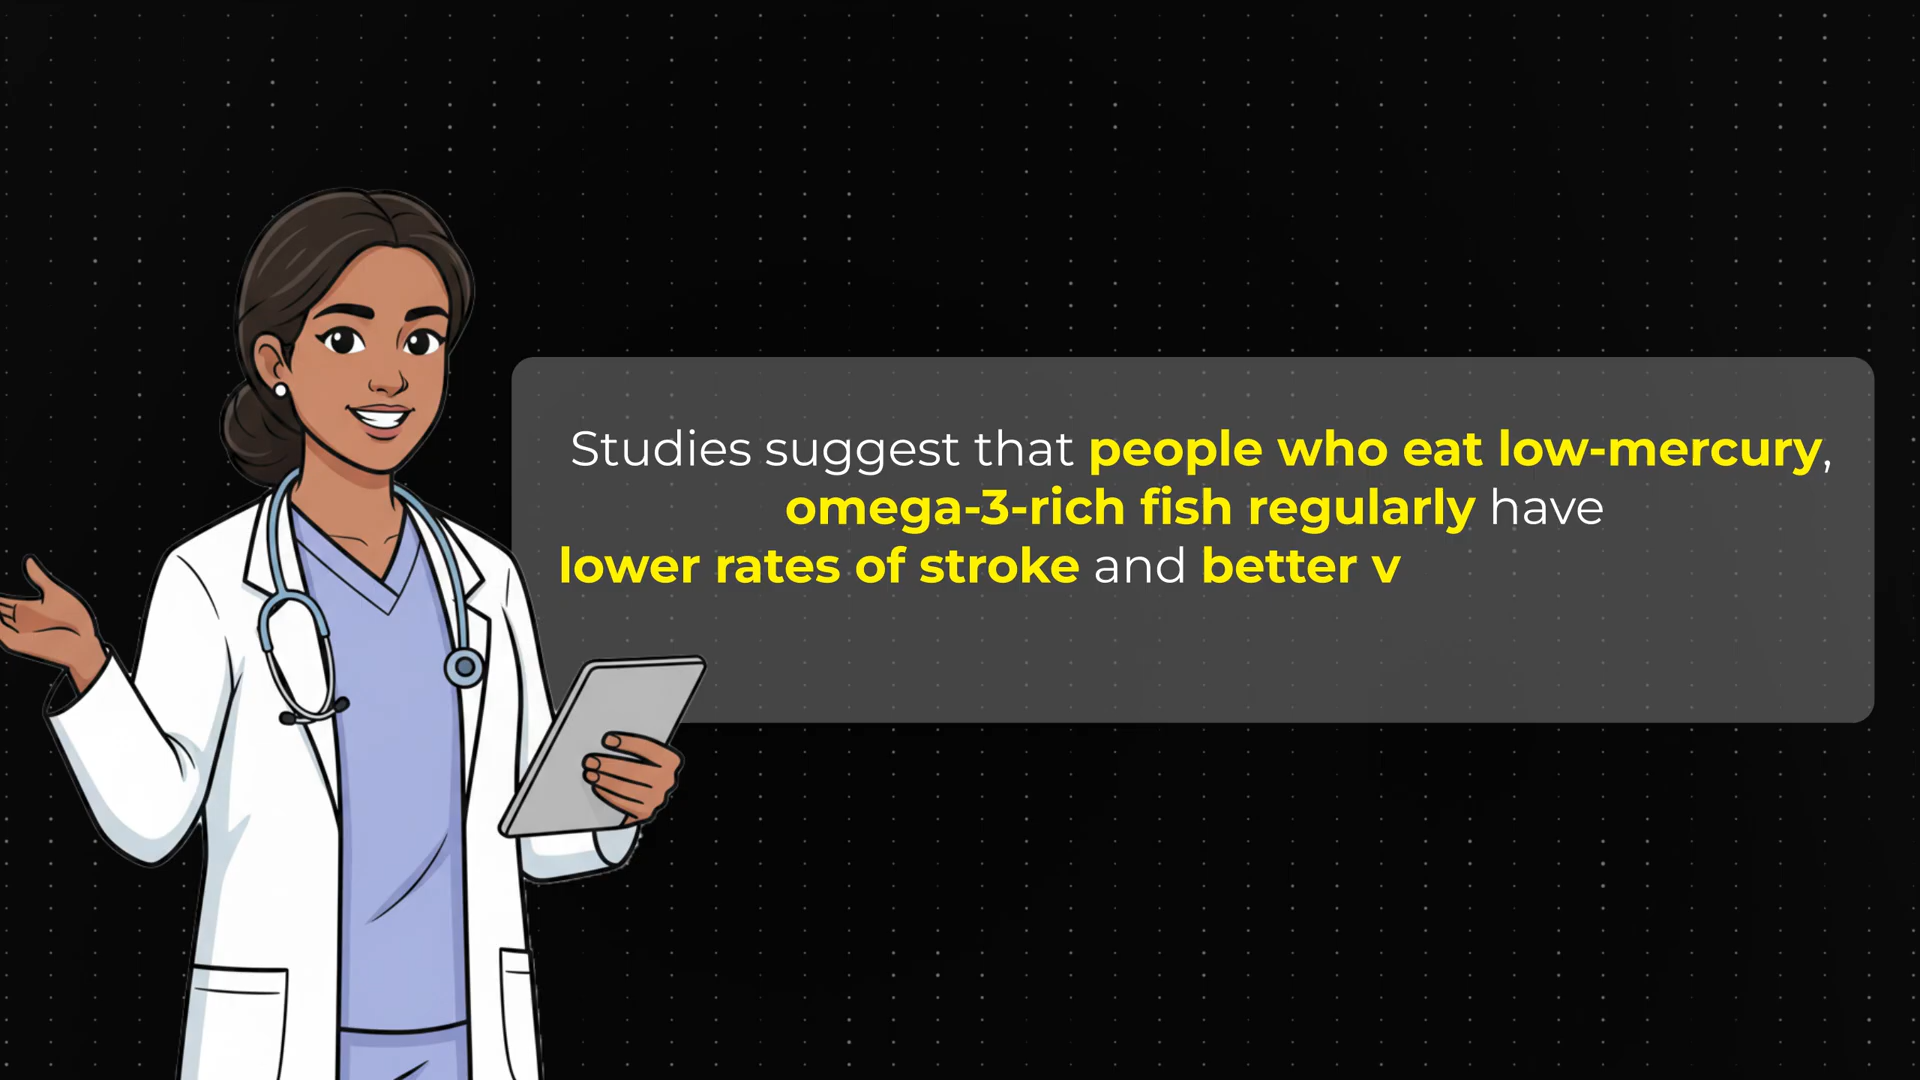 Studies suggest that people who eat low-mercury,
omega-3-rich fish regularly have
lower rates of stroke and better v